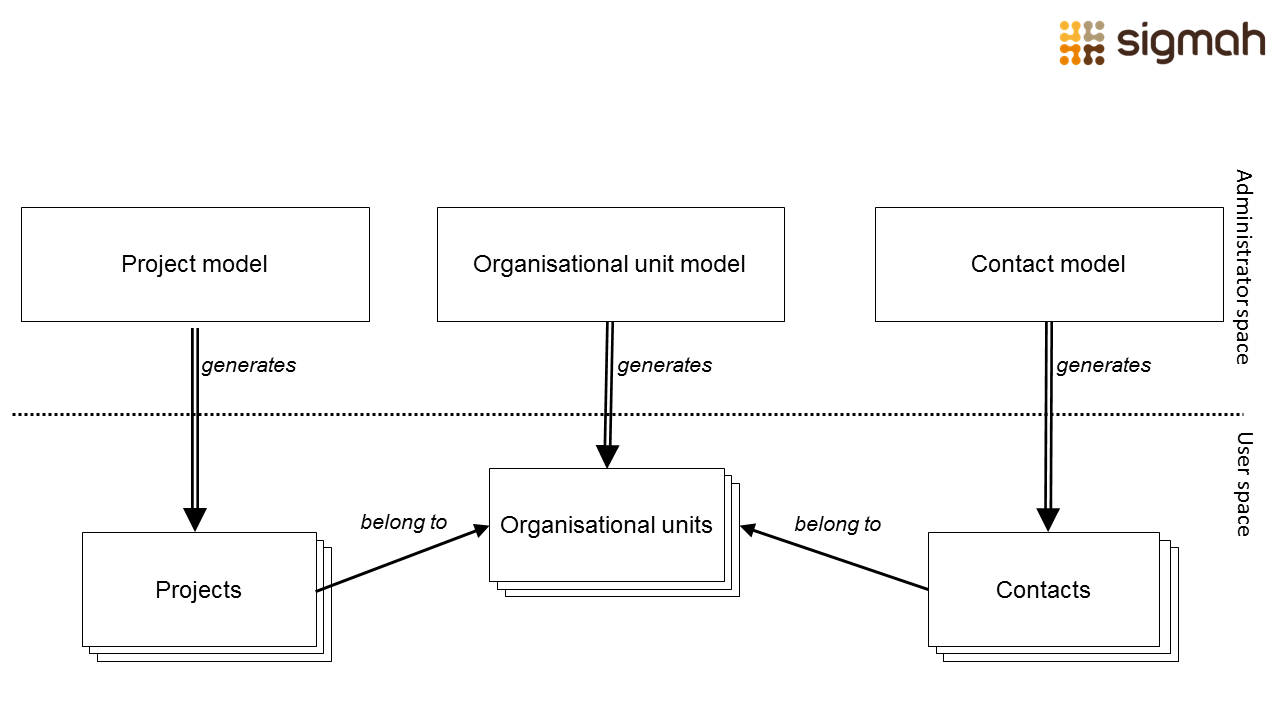 sigmah
Administrator space
Project model
Organisational unit model
Contact model
generates
generates
generates
User space
belong to
Organisational units
belong to
Projects
Contacts